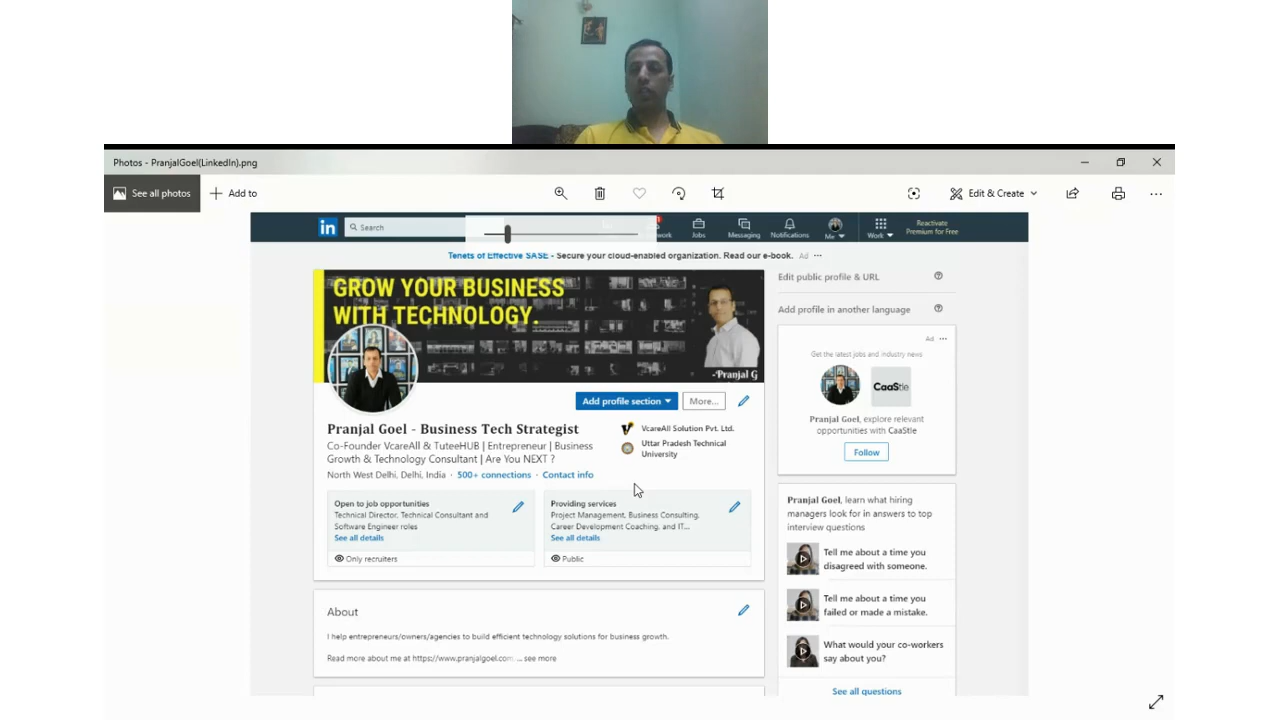 Photos - PranjalGoel(LinkedIn).png
See all photos
Add to
Edit & Create
in
Search
Jobs
Messaging
Notifications
Me
Work
Reactivate
Premium for Free
Tenets of Effective SASE - Secure your cloud-enabled organization. Read our e-book. Ad
GROW YOUR BUSINESS
WITH TECHNOLOGY.
-Pranjal G
Add profile section
More...
Pranjal Goel - Business Tech Strategist
Co-Founder VcareAll & TuteeHUB | Entrepreneur | Business
Growth & Technology Consultant | Are You NEXT ?
North West Delhi, Delhi, India · 500+ connections · Contact info
VcareAll Solution Pvt. Ltd.
Uttar Pradesh Technical
University
Open to job opportunities
Technical Director, Technical Consultant and
Software Engineer roles
See all details
Only recruiters
Providing services
Project Management, Business Consulting,
Career Development Coaching, and IT...
See all details
Public
About
I help entrepreneurs/owners/agencies to build efficient technology solutions for business growth.
Read more about me at https://www.pranjalgoel.com ... see more
Edit public profile & URL
Add profile in another language
Ad
Get the latest jobs and industry news
CaaStle
Pranjal Goel, explore relevant
opportunities with CaaStle
Follow
Pranjal Goel, learn what hiring
managers look for in answers to top
interview questions
Tell me about a time you
disagreed with someone.
Tell me about a time you
failed or made a mistake.
What would your co-workers
say about you?
See all questions